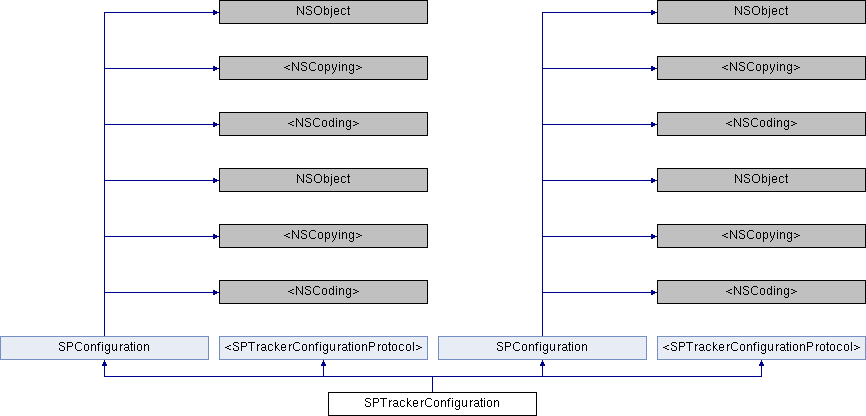 NSObject NSObject
<NSCopying> <NSCopying>
<NSCoding> <NSCoding>
NSObject NSObject
<NSCopying> <NSCopying>
<NSCoding> <NSCoding>
SPConfiguration <SPTrackerConfigurationProtocol> SPConfiguration <SPTrackerConfigurationProtocol>
SPTrackerConfiguration